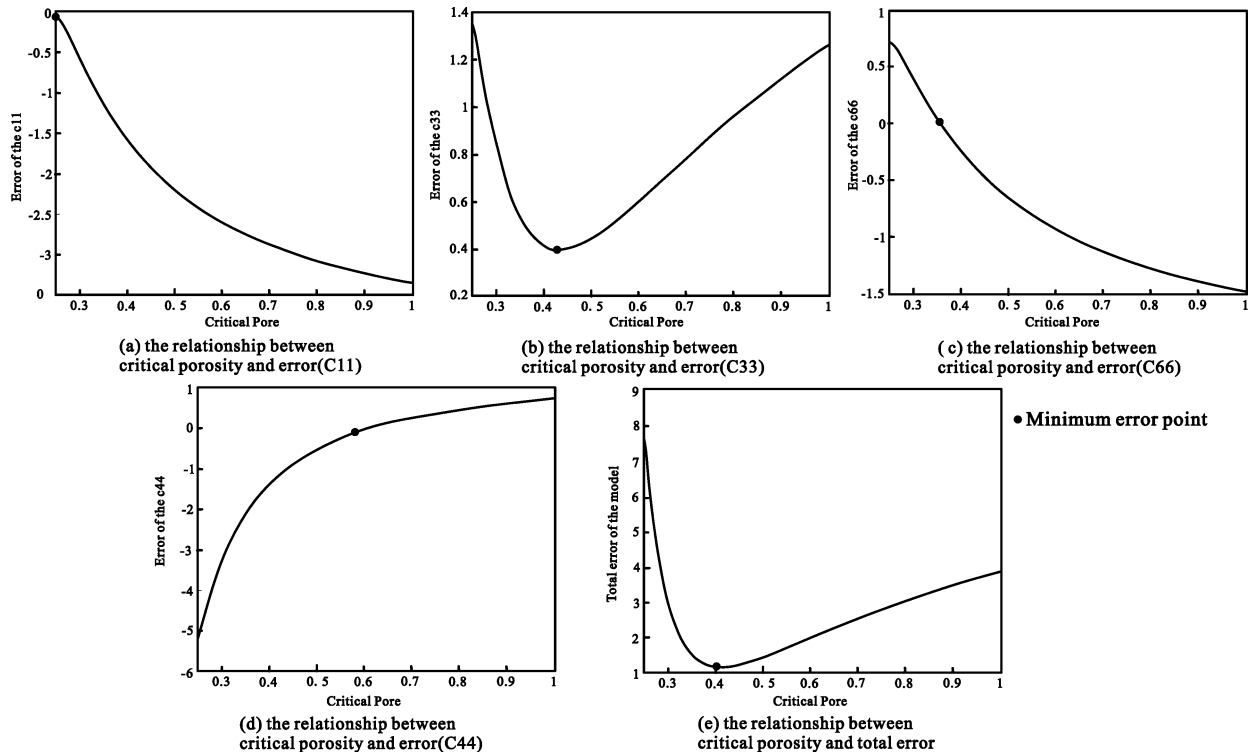 0
-0.5
-1
-1.5
-2
-2.5
-3
0
0.3 0.4 0.5 0.6 0.7 0.8 0.9 1
Error of the c11
Critical Pore
(a) the relationship between
critical porosity and error(C11)
1.4
1.2
1
0.8
0.6
0.4
0.2
0.3 0.4 0. 5 0.6 0.7 0.8 0.9 1
Error of the c33
Critical Pore
(b) the relationship between
critical porosity and error(C33)
1
0.5
0
-0.5
-1
-1.5
0.3 0.4 0.5 0.6 0.7 0.8 0.9 1
Error of the c66
Critical Pore
( c) the relationship between
critical porosity and error(C66)
1
0
-1
-2
-3
-4
-5
-6
0.3 0.4 0. 5 0.6 0.7 0.8 0.9 1
Error of the c44
Critical Pore
(d) the relationship between
critical porosity and error(C44)
9
8
7
6
5
4
3
2
1
0.3 0.4 0.5 0.6 0.7 0.8 0.9 1
Total error of the model
Critical Pore
(e) the relationship between
critical porosity and total error
Minimum error point